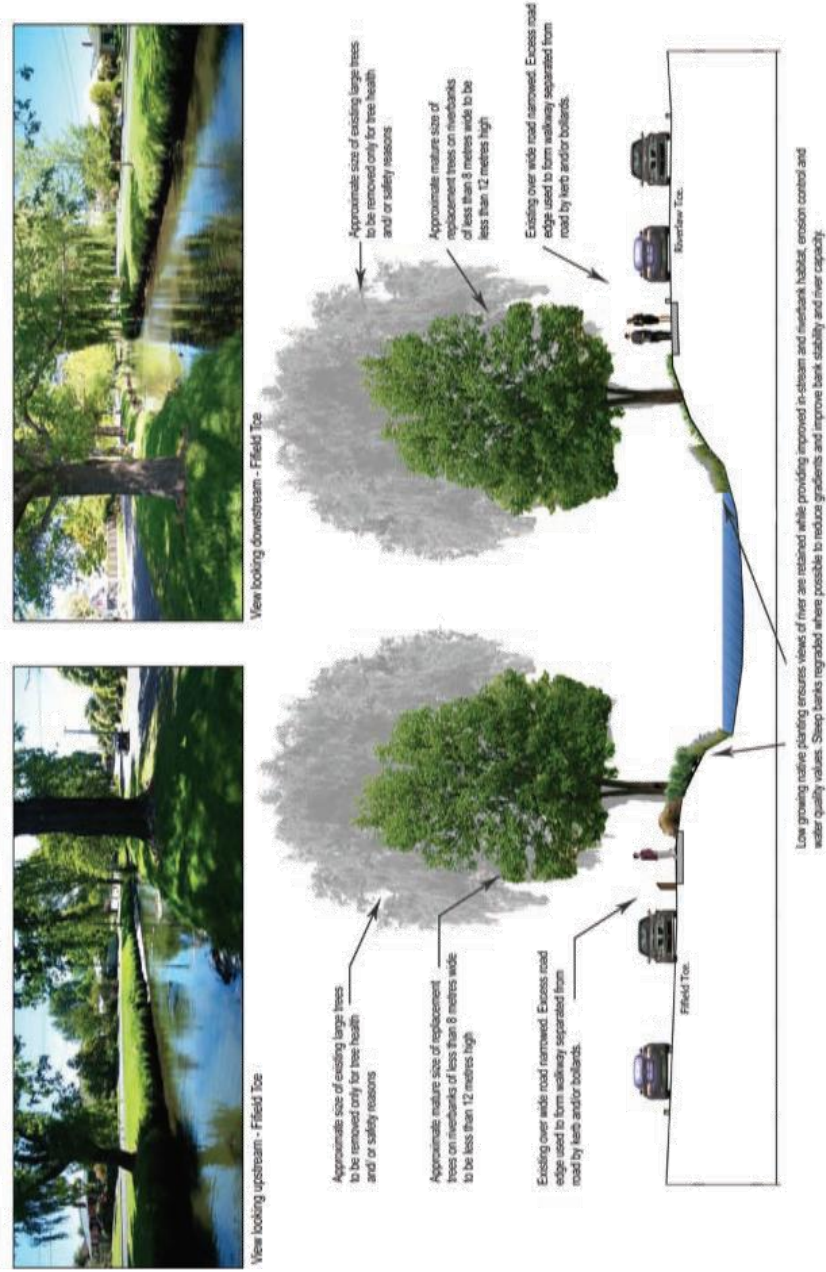 View looking upstream - Fifield Tce
View looking downstream - Fifield Tce
Approximate size of existing large trees
to be removed only for tree health
and/ or safety reasons
Approximate mature size of replacement
trees on riverbanks of less than 8 metres wide
to be less than 12 metres high
Existing over wide road narrowed. Excess road
edge used to form walkway separated from
road by kerb and/or bollards.
Approximate size of existing large trees
to be removed only for tree health
and/ or safety reasons
Approximate mature size of
replacement trees on riverbanks
of less than 8 metres wide to be
less than 12 metres high
Existing over wide road narrowed. Excess road
edge used to form walkway separated from
road by kerb and/or bollards.
Fifield Tce.
Riverlaw Tce.
Low growing native planting ensures views of river are retained while providing improved in-stream and riverbank habitat, erosion control and
water quality values. Steep banks regraded where possible to reduce gradients and improve bank stability and river capacity.